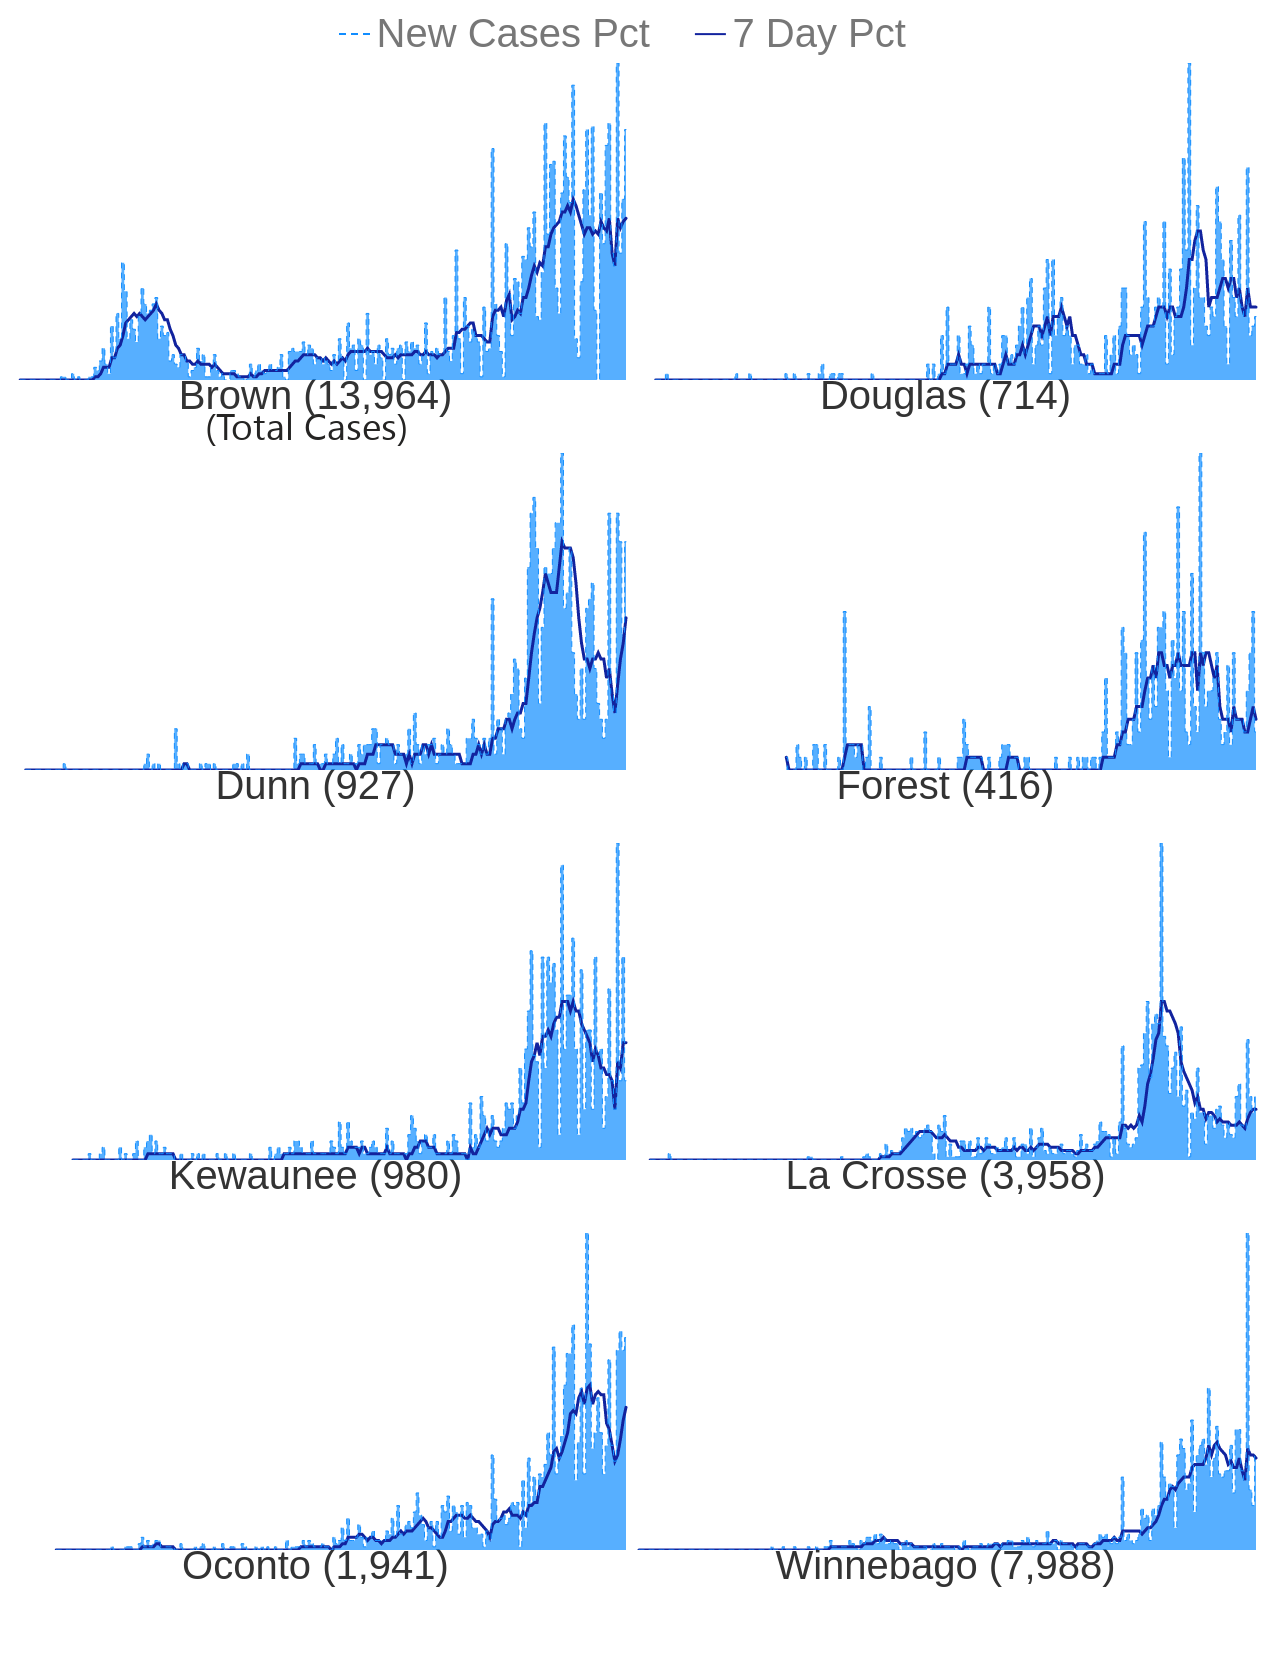 New Cases Pct 7 Day Pct
Brown (13,964) Douglas (714)
(Total Cases)
Dunn (927) Forest (416)
Kewaunee (980) La Crosse (3,958)
Oconto (1,941) Winnebago (7,988)